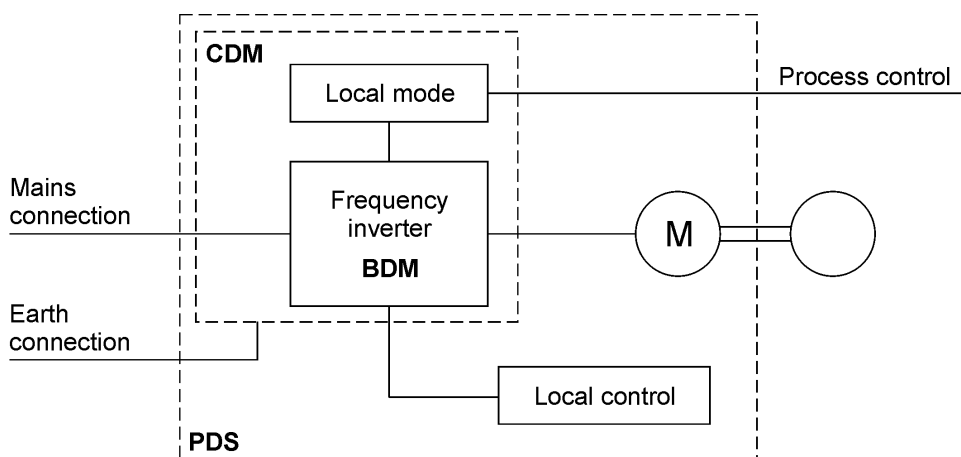 CDM
Local mode
Process control
Mains
connection
Frequency
inverter
BDM
M
Earth
connection
Local control
PDS